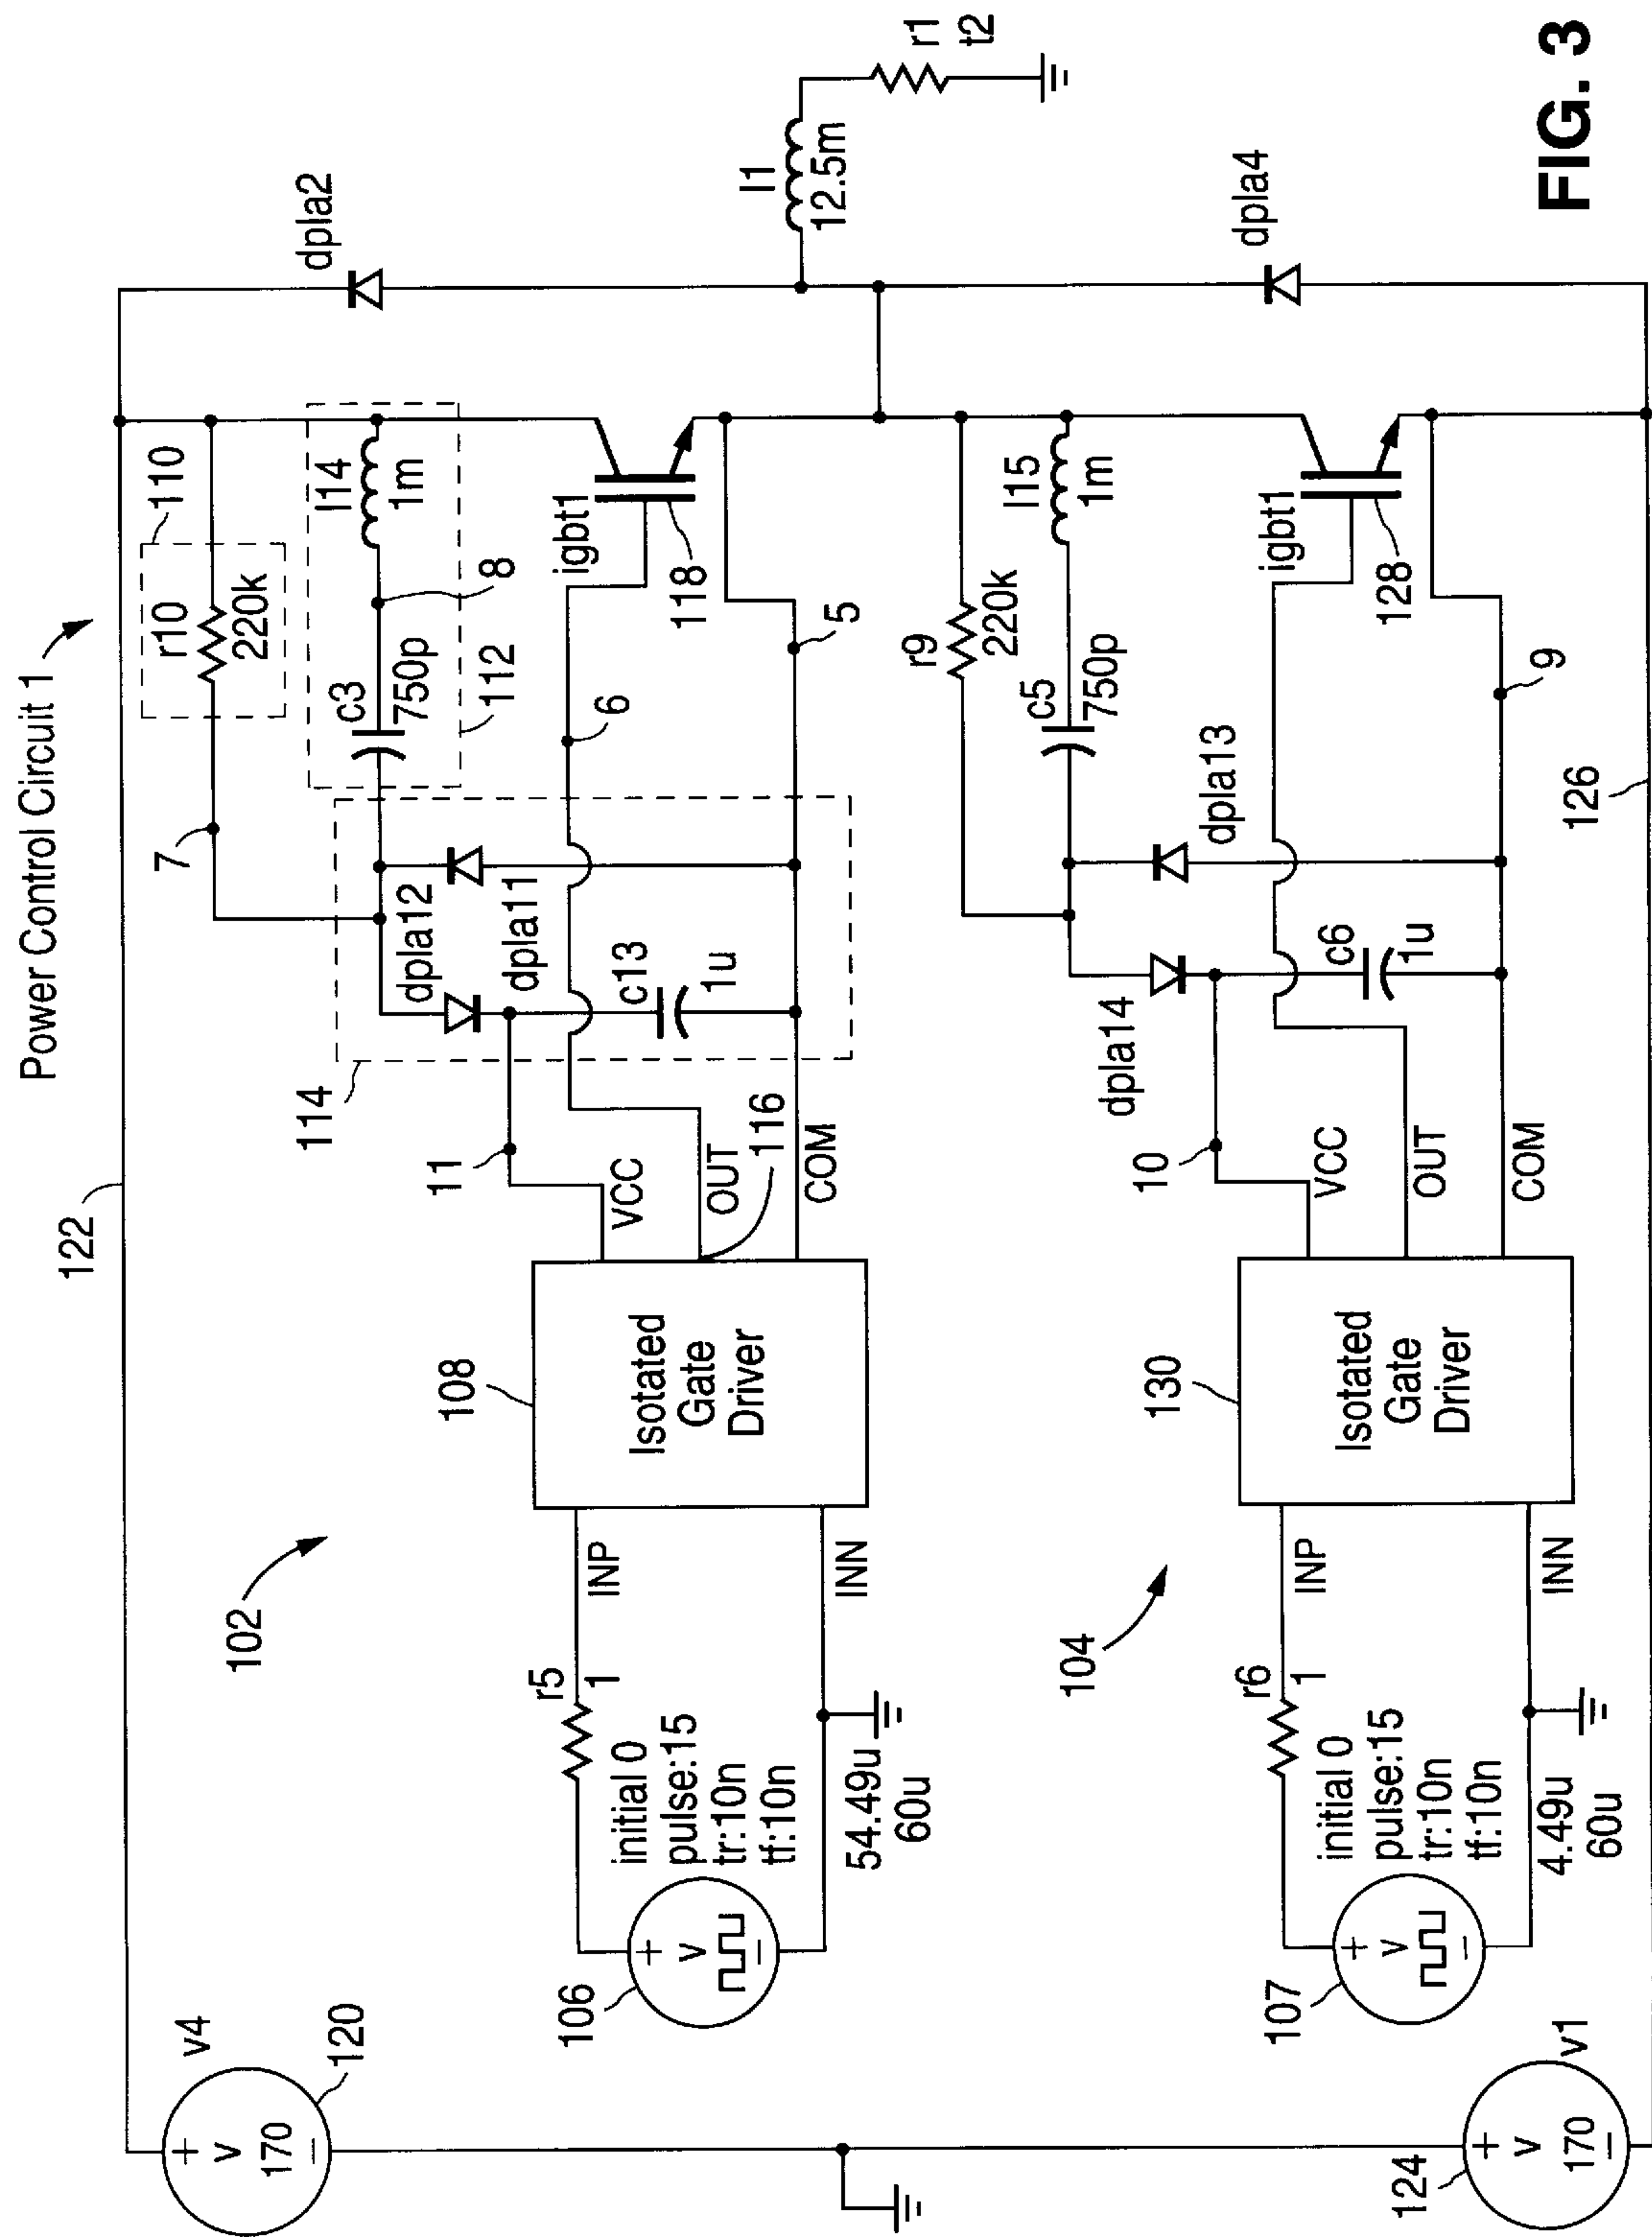 Power Control Circuit 1
122
v4
+
v
170
−
120
102
106
+
v
−
r5
1
initial 0
pulse:15
tr:10n
tf:10n
54.49u
60u
INP
INN
108
Isotated
Gate
Driver
VCC
OUT
COM
116
11
114
dpla12
dpla11
c13
1u
7
r10
220k
110
c3
750p
8
l14
1m
112
6
5
igbt1
118
dpla2
l1
12.5m
r1
t2
dpla4
104
107
+
v
−
r6
1
initial 0
pulse:15
tr:10n
tf:10n
4.49u
60u
INP
INN
130
Isotated
Gate
Driver
VCC
OUT
COM
10
dpla14
dpla13
c6
1u
r9
220k
c5
750p
l15
1m
igbt1
128
9
126
124
v1
+
v
170
−
FIG. 3